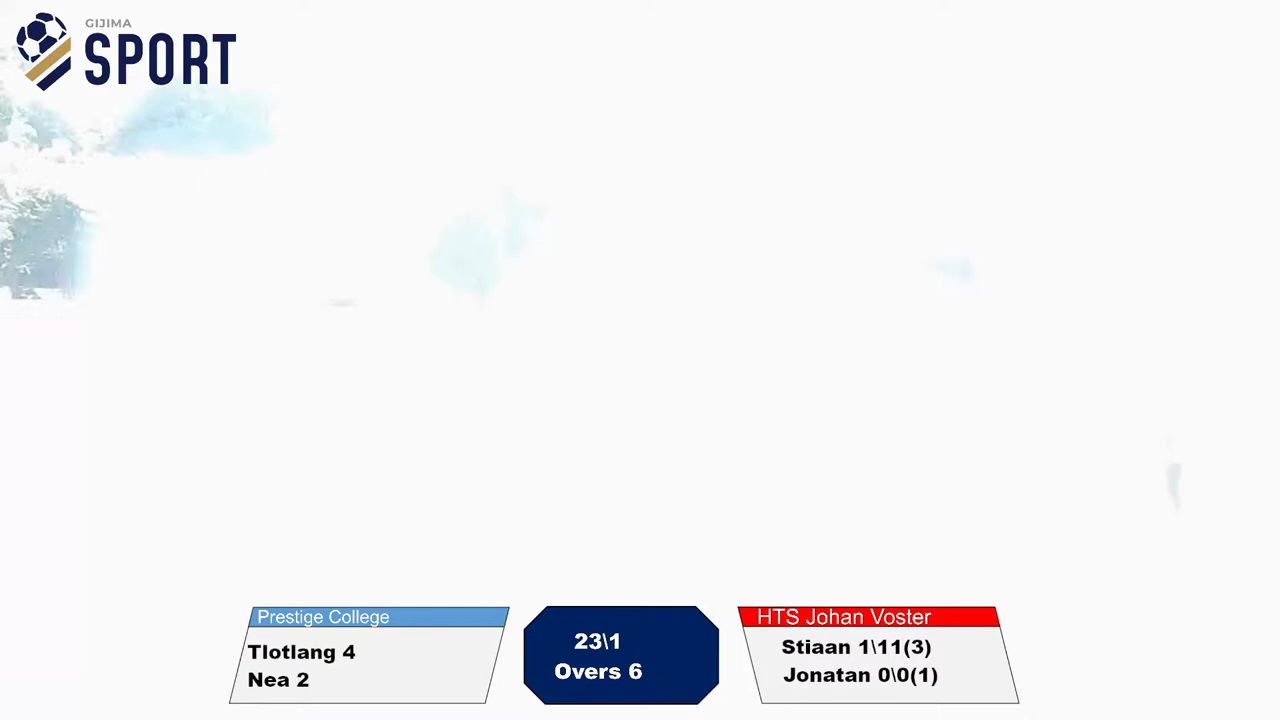 GIJIMA
SPORT
Prestige College
Tlotlang 4
Nea 2
23\1
Overs 6
HTS Johan Voster
Stiaan 1\11(3)
Jonatan 0\0(1)